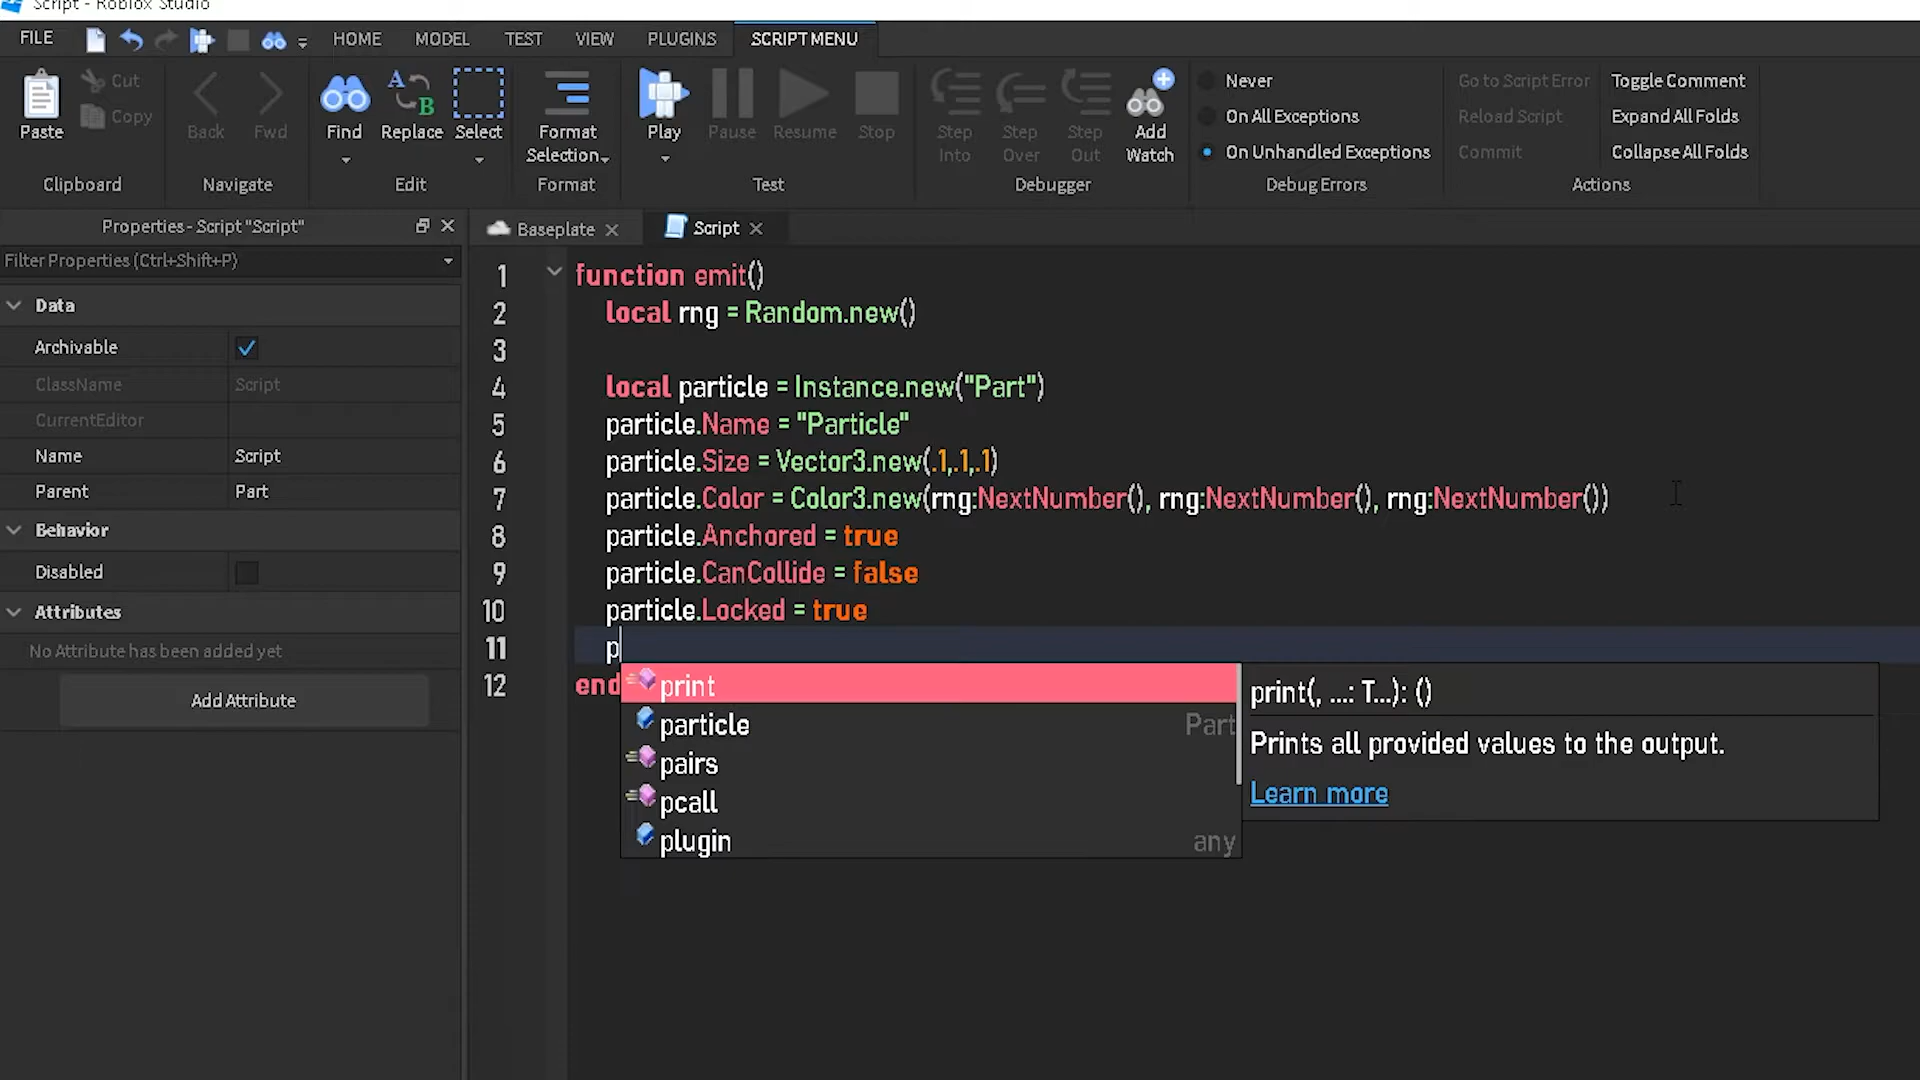 Script - Roblox Studio
FILE HOME MODEL TEST VIEW PLUGINS SCRIPT MENU
Paste
Cut
Copy
Clipboard
Back
Fwd
Navigate
Find
Replace
Select
Edit
Format
Selection
Format
Play
Pause
Resume
Stop
Test
Step
Into
Step
Over
Step
Out
Add
Watch
Debugger
Never
On All Exceptions
On Unhandled Exceptions
Debug Errors
Go to Script Error
Reload Script
Commit
Toggle Comment
Expand All Folds
Collapse All Folds
Actions
Properties - Script "Script"
Filter Properties (Ctrl+Shift+P)
Data
Archivable
ClassName Script
CurrentEditor
Name Script
Parent Part
Behavior
Disabled
Attributes
No Attribute has been added yet
Add Attribute
Baseplate
Script
1 function emit()
2 local rng = Random.new()
3
4 local particle = Instance.new("Part")
5 particle.Name = "Particle"
6 particle.Size = Vector3.new(.1,.1,.1)
7 particle.Color = Color3.new(rng:NextNumber(), rng:NextNumber(), rng:NextNumber())
8 particle.Anchored = true
9 particle.CanCollide = false
10 particle.Locked = true
11 p
12 end
print
particle Part
pairs
pcall
plugin any
print(, ...: T...): ()
Prints all provided values to the output.
Learn more